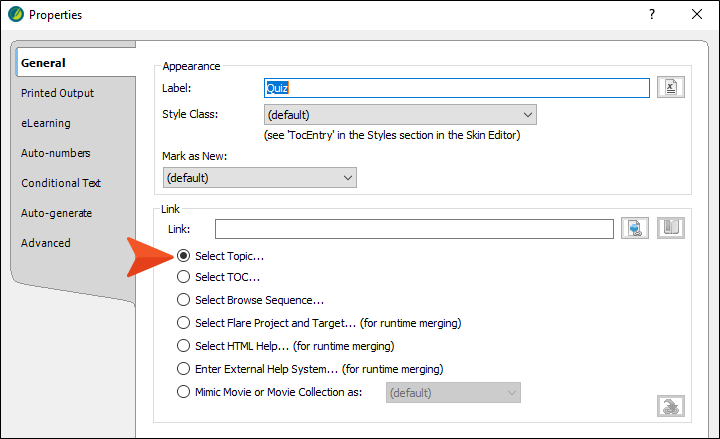 Properties
?
General
Printed Output
eLearning
Auto-numbers
Conditional Text
Auto-generate
Advanced
Appearance
Label: Quiz
Style Class: (default)
(see 'TocEntry' in the Styles section in the Skin Editor)
Mark as New:
(default)
Link
Link:
Select Topic...
Select TOC...
Select Browse Sequence...
Select Flare Project and Target... (for runtime merging)
Select HTML Help... (for runtime merging)
Enter External Help System... (for runtime merging)
Mimic Movie or Movie Collection as: (default)